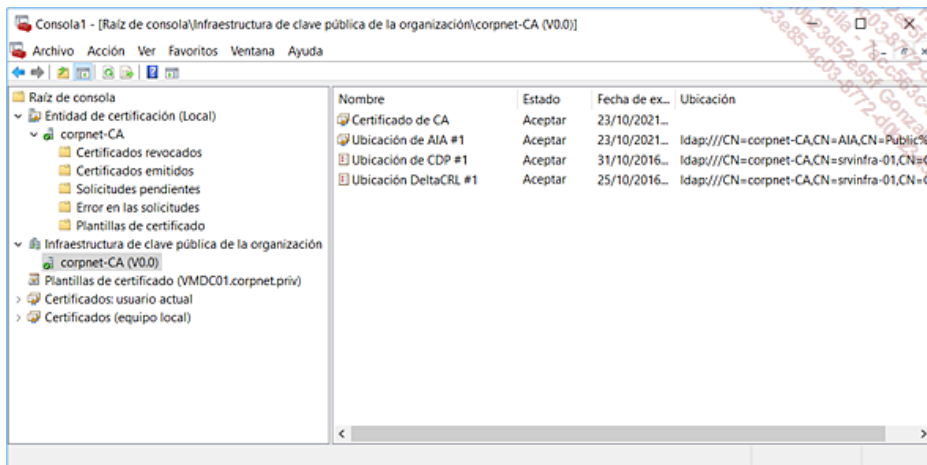 Consola1 - [Raíz de consola\Infraestructura de clave pública de la organización\corpnet-CA (V0.0)]
Archivo Acción Ver Favoritos Ventana Ayuda
Raíz de consola
Entidad de certificación (Local)
corpnet-CA
Certificados revocados
Certificados emitidos
Solicitudes pendientes
Error en las solicitudes
Plantillas de certificado
Infraestructura de clave pública de la organización
corpnet-CA (V0.0)
Plantillas de certificado (VMDC01.corpnet.priv)
Certificados: usuario actual
Certificados (equipo local)
Nombre Estado Fecha de ex... Ubicación
Certificado de CA Aceptar 23/10/2021...
Ubicación de AIA #1 Aceptar 23/10/2021... ldap:///CN=corpnet-CA,CN=AIA,CN=Public%
Ubicación de CDP #1 Aceptar 31/10/2016... ldap:///CN=corpnet-CA,CN=srvinfra-01,CN=C
Ubicación DeltaCRL #1 Aceptar 25/10/2016... ldap:///CN=corpnet-CA,CN=srvinfra-01,CN=C